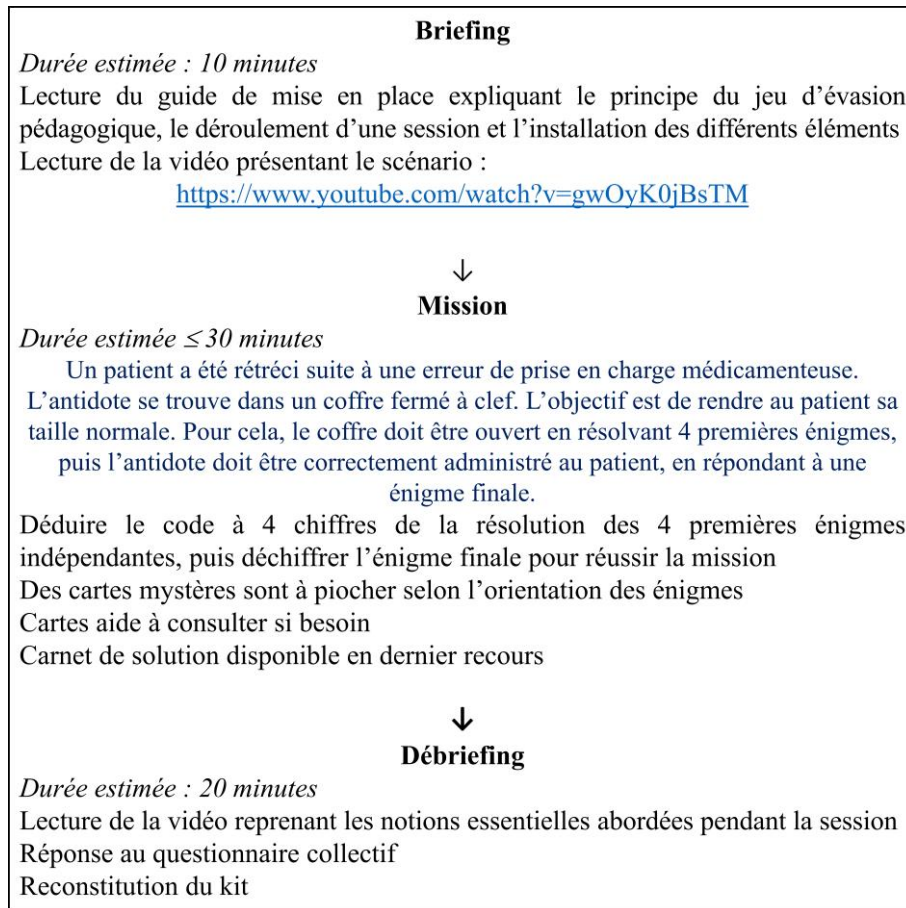 Briefing
Durée estimée : 10 minutes
Lecture du guide de mise en place expliquant le principe du jeu d’évasion
pédagogique, le déroulement d’une session et l’installation des différents éléments
Lecture de la vidéo présentant le scénario :
https://www.youtube.com/watch?v=gwOyK0jBsTM
↓
Mission
Durée estimée ≤ 30 minutes
Un patient a été rétréci suite à une erreur de prise en charge médicamenteuse.
L’antidote se trouve dans un coffre fermé à clef. L’objectif est de rendre au patient sa
taille normale. Pour cela, le coffre doit être ouvert en résolvant 4 premières énigmes,
puis l’antidote doit être correctement administré au patient, en répondant à une
énigme finale.
Déduire le code à 4 chiffres de la résolution des 4 premières énigmes
indépendantes, puis déchiffrer l’énigme finale pour réussir la mission
Des cartes mystères sont à piocher selon l’orientation des énigmes
Cartes aide à consulter si besoin
Carnet de solution disponible en dernier recours
↓
Débriefing
Durée estimée : 20 minutes
Lecture de la vidéo reprenant les notions essentielles abordées pendant la session
Réponse au questionnaire collectif
Reconstitution du kit